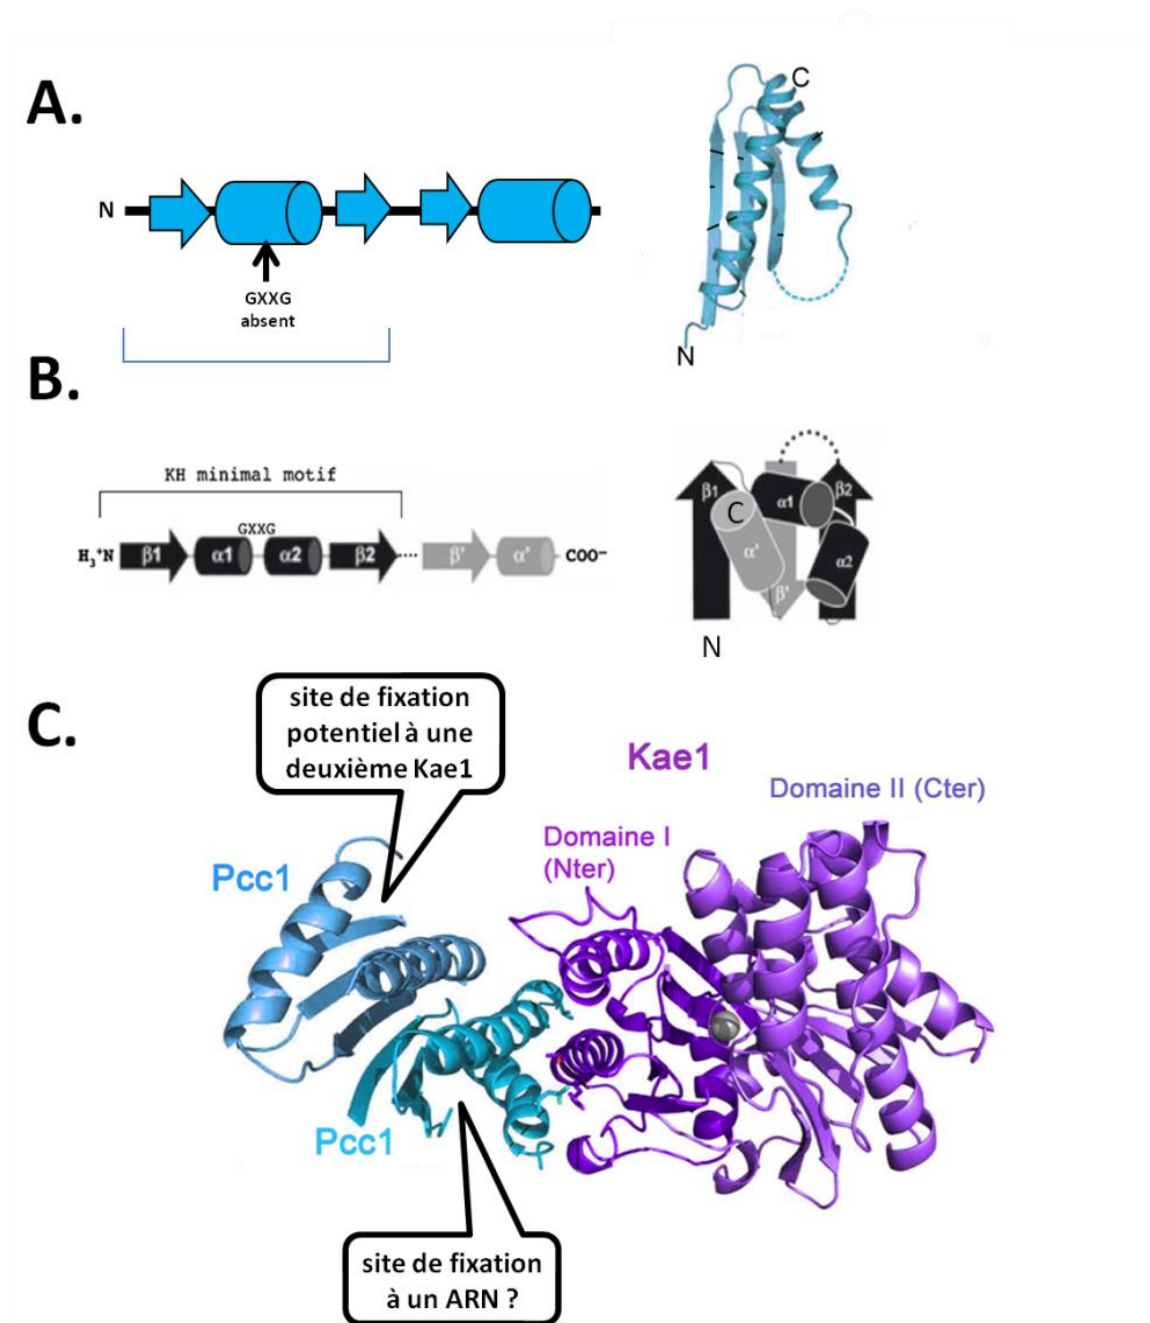 A.
C
N
GXXG
absent
N
B.
KH minimal motif
GXXG
H₃⁺N β1 α1 α2 β2 β' α' COO⁻
β1 α1 β2
C
α' α2
β'
N
C.
site de fixation
potentiel à une
deuxième Kae1
Kae1
Domaine II (Cter)
Domaine I
(Nter)
Pcc1
Pcc1
site de fixation
à un ARN ?